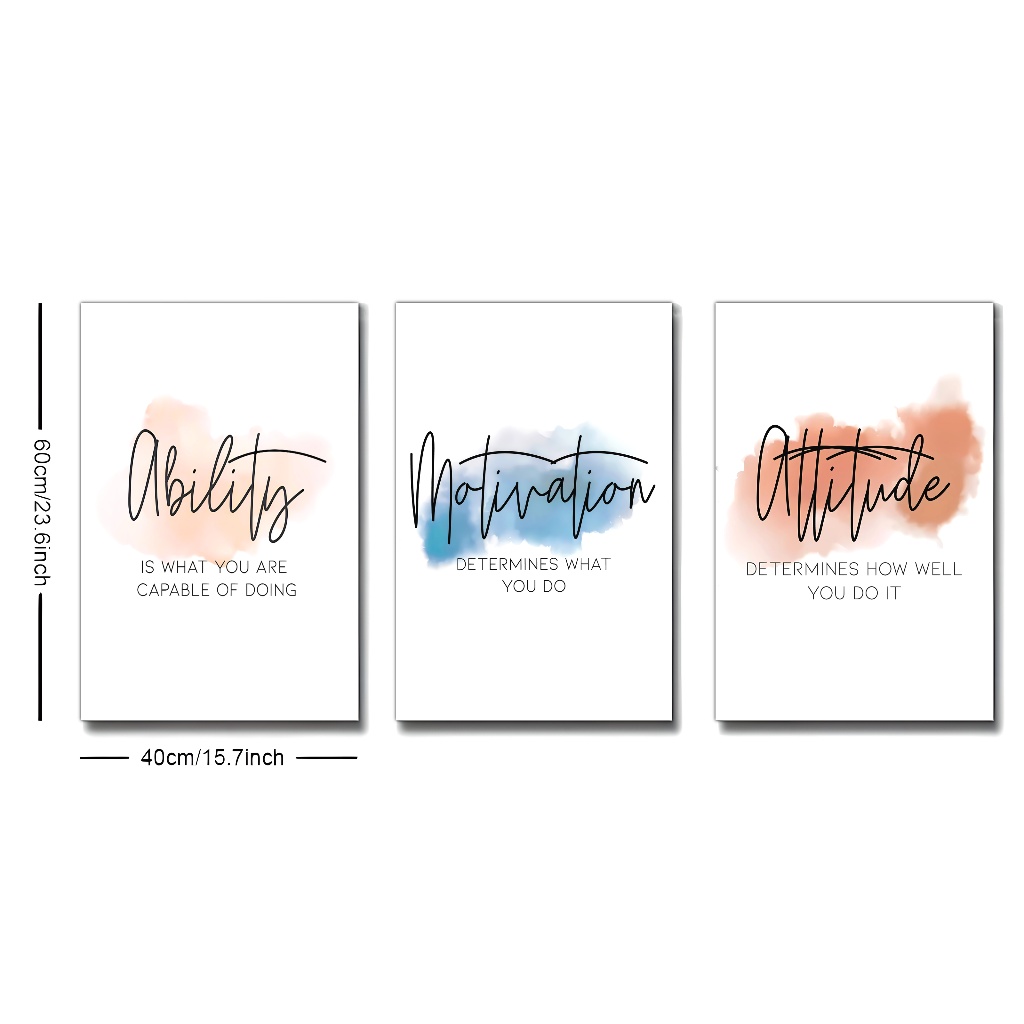 60cm/23.6inch
Ability
IS WHAT YOU ARE
CAPABLE OF DOING
Motivation
DETERMINES WHAT
YOU DO
Attitude
DETERMINES HOW WELL
YOU DO IT
40cm/15.7inch